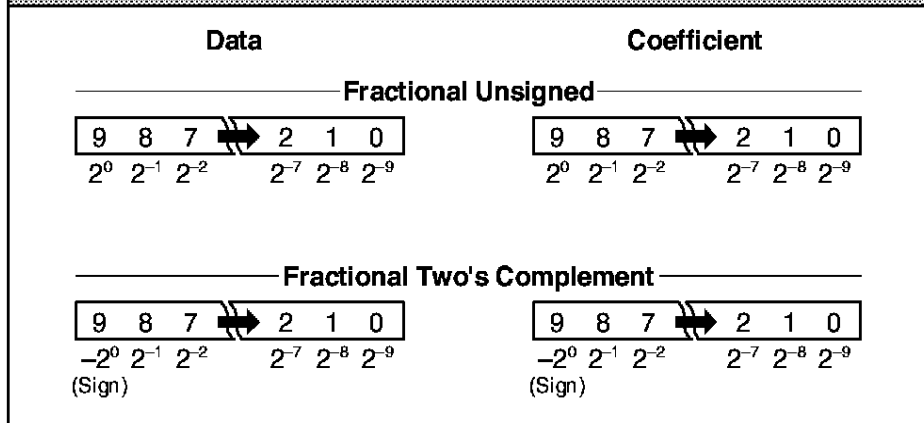 Data Coefficient
Fractional Unsigned
9 8 7 2 1 0 9 8 7 2 1 0
2⁰ 2⁻¹ 2⁻² 2⁻⁷ 2⁻⁸ 2⁻⁹ 2⁰ 2⁻¹ 2⁻² 2⁻⁷ 2⁻⁸ 2⁻⁹
Fractional Two's Complement
9 8 7 2 1 0 9 8 7 2 1 0
–2⁰ 2⁻¹ 2⁻² 2⁻⁷ 2⁻⁸ 2⁻⁹ –2⁰ 2⁻¹ 2⁻² 2⁻⁷ 2⁻⁸ 2⁻⁹
(Sign) (Sign)